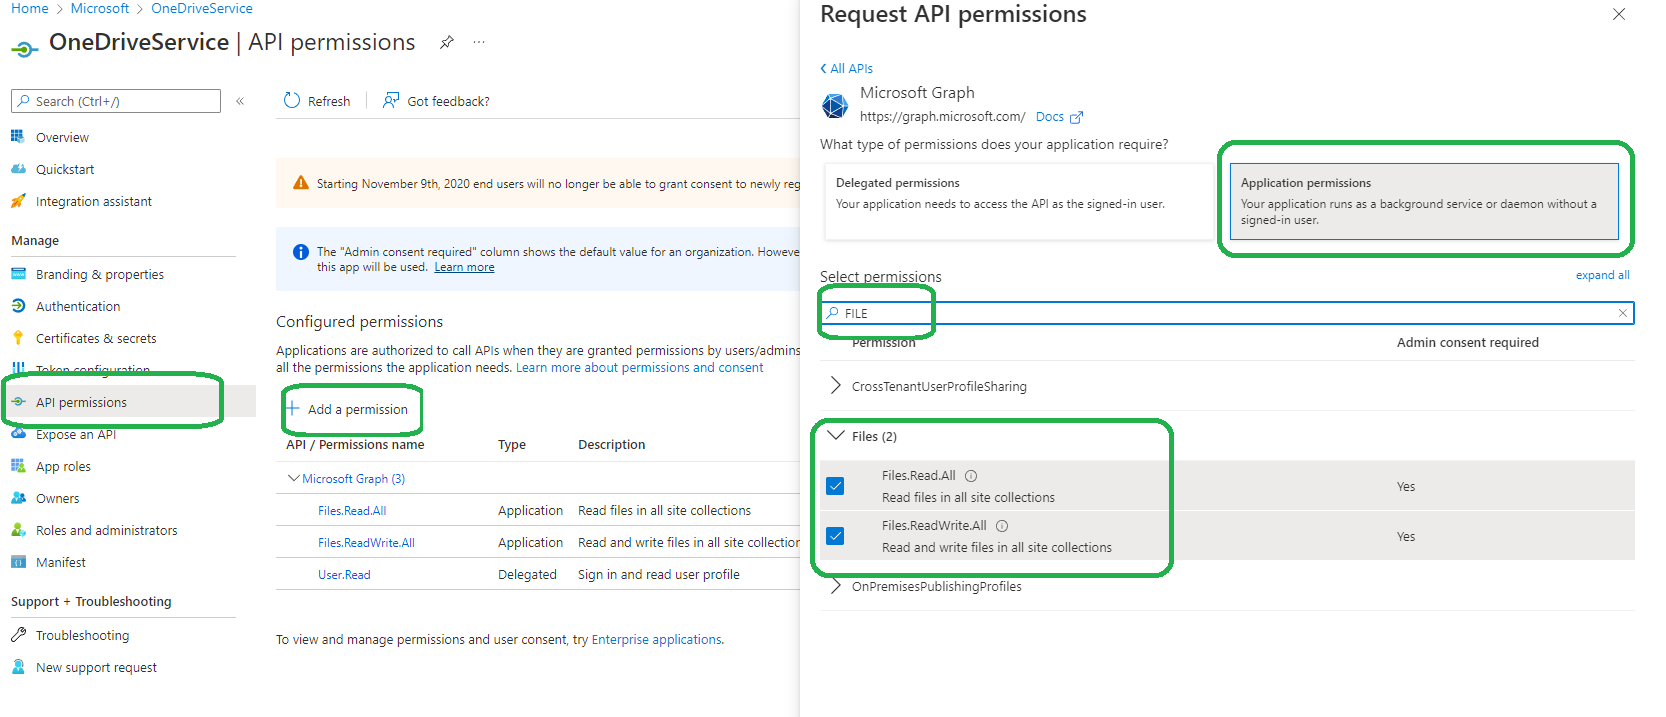 Home > Microsoft > OneDriveService
OneDriveService | API permissions
...
Search (Ctrl+/)
«
Overview
Quickstart
Integration assistant
Manage
Branding & properties
Authentication
Certificates & secrets
Token configuration
API permissions
Expose an API
App roles
Owners
Roles and administrators
Manifest
Support + Troubleshooting
Troubleshooting
New support request
Refresh
Got feedback?
Starting November 9th, 2020 end users will no longer be able to grant consent to newly reg
The "Admin consent required" column shows the default value for an organization. Howeve
this app will be used. Learn more
Configured permissions
Applications are authorized to call APIs when they are granted permissions by users/admins
all the permissions the application needs. Learn more about permissions and consent
Add a permission
API / Permissions name Type Description
Microsoft Graph (3)
Files.Read.All Application Read files in all site collections
Files.ReadWrite.All Application Read and write files in all site collection
User.Read Delegated Sign in and read user profile
To view and manage permissions and user consent, try Enterprise applications.
Request API permissions
All APIs
Microsoft Graph
https://graph.microsoft.com/ Docs
What type of permissions does your application require?
Delegated permissions
Your application needs to access the API as the signed-in user.
Application permissions
Your application runs as a background service or daemon without a
signed-in user.
Select permissions
expand all
FILE
Permission Admin consent required
CrossTenantUserProfileSharing
Files (2)
Files.Read.All
Read files in all site collections
Yes
Files.ReadWrite.All
Read and write files in all site collections
Yes
OnPremisesPublishingProfiles